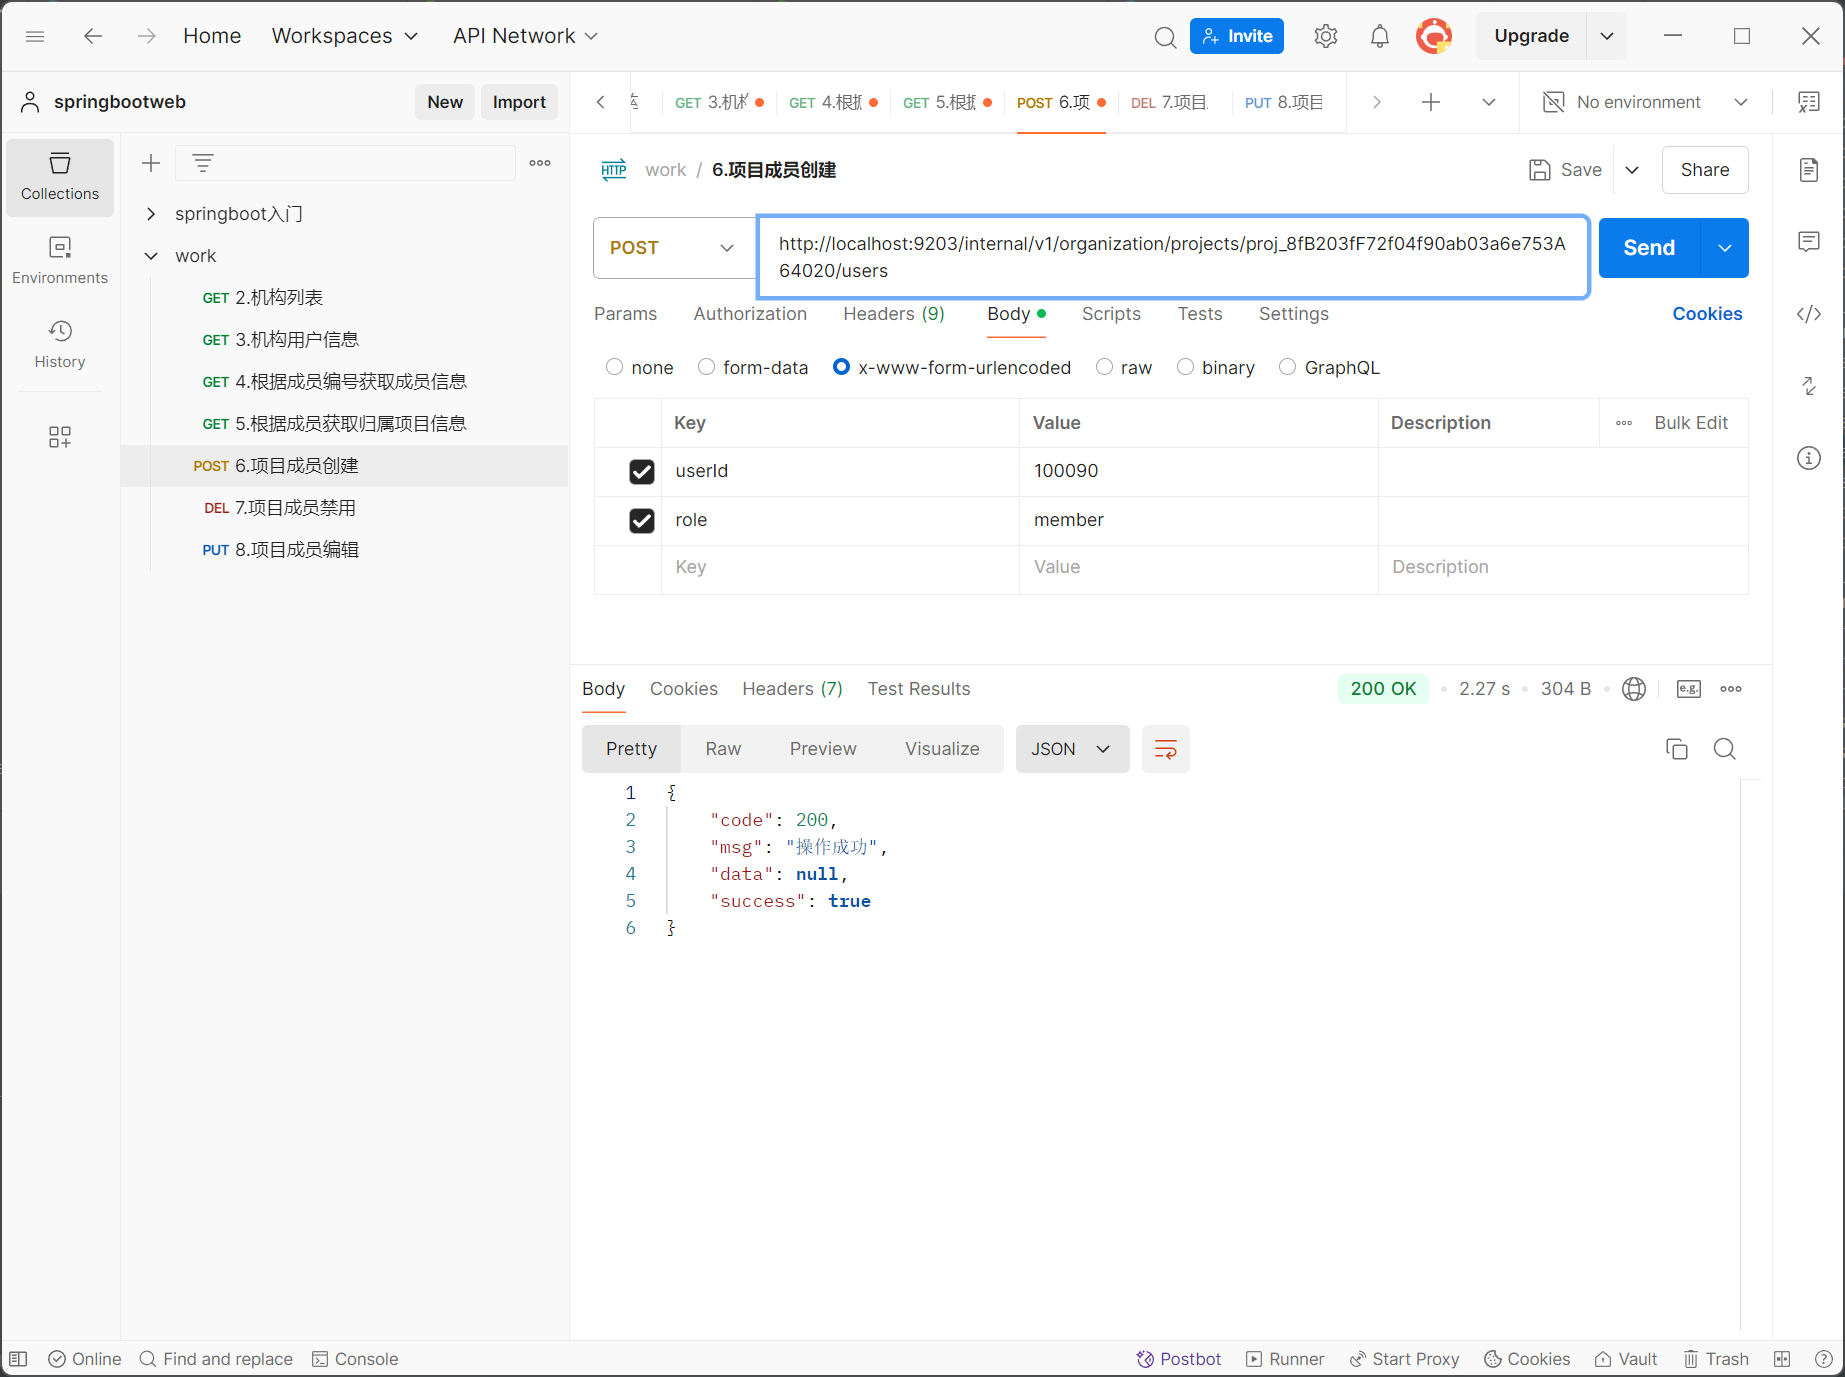 Home Workspaces API Network Invite Upgrade
springbootweb New Import
GET 3.机构 GET 4.根据 GET 5.根据 POST 6.项 DEL 7.项目 PUT 8.项目 No environment
Collections
Environments
History
springboot入门
work
GET 2.机构列表
GET 3.机构用户信息
GET 4.根据成员编号获取成员信息
GET 5.根据成员获取归属项目信息
POST 6.项目成员创建
DEL 7.项目成员禁用
PUT 8.项目成员编辑
HTTP work / 6.项目成员创建 Save Share
POST
http://localhost:9203/internal/v1/organization/projects/proj_8fB203fF72f04f90ab03a6e753A
64020/users
Send
Params Authorization Headers (9) Body Scripts Tests Settings Cookies
none form-data x-www-form-urlencoded raw binary GraphQL
Key Value Description Bulk Edit
userId 100090
role member
Key Value Description
Body Cookies Headers (7) Test Results 200 OK 2.27 s 304 B e.g.
Pretty Raw Preview Visualize JSON
1 {
2 "code": 200,
3 "msg": "操作成功",
4 "data": null,
5 "success": true
6 }
Online Find and replace Console Postbot Runner Start Proxy Cookies Vault Trash